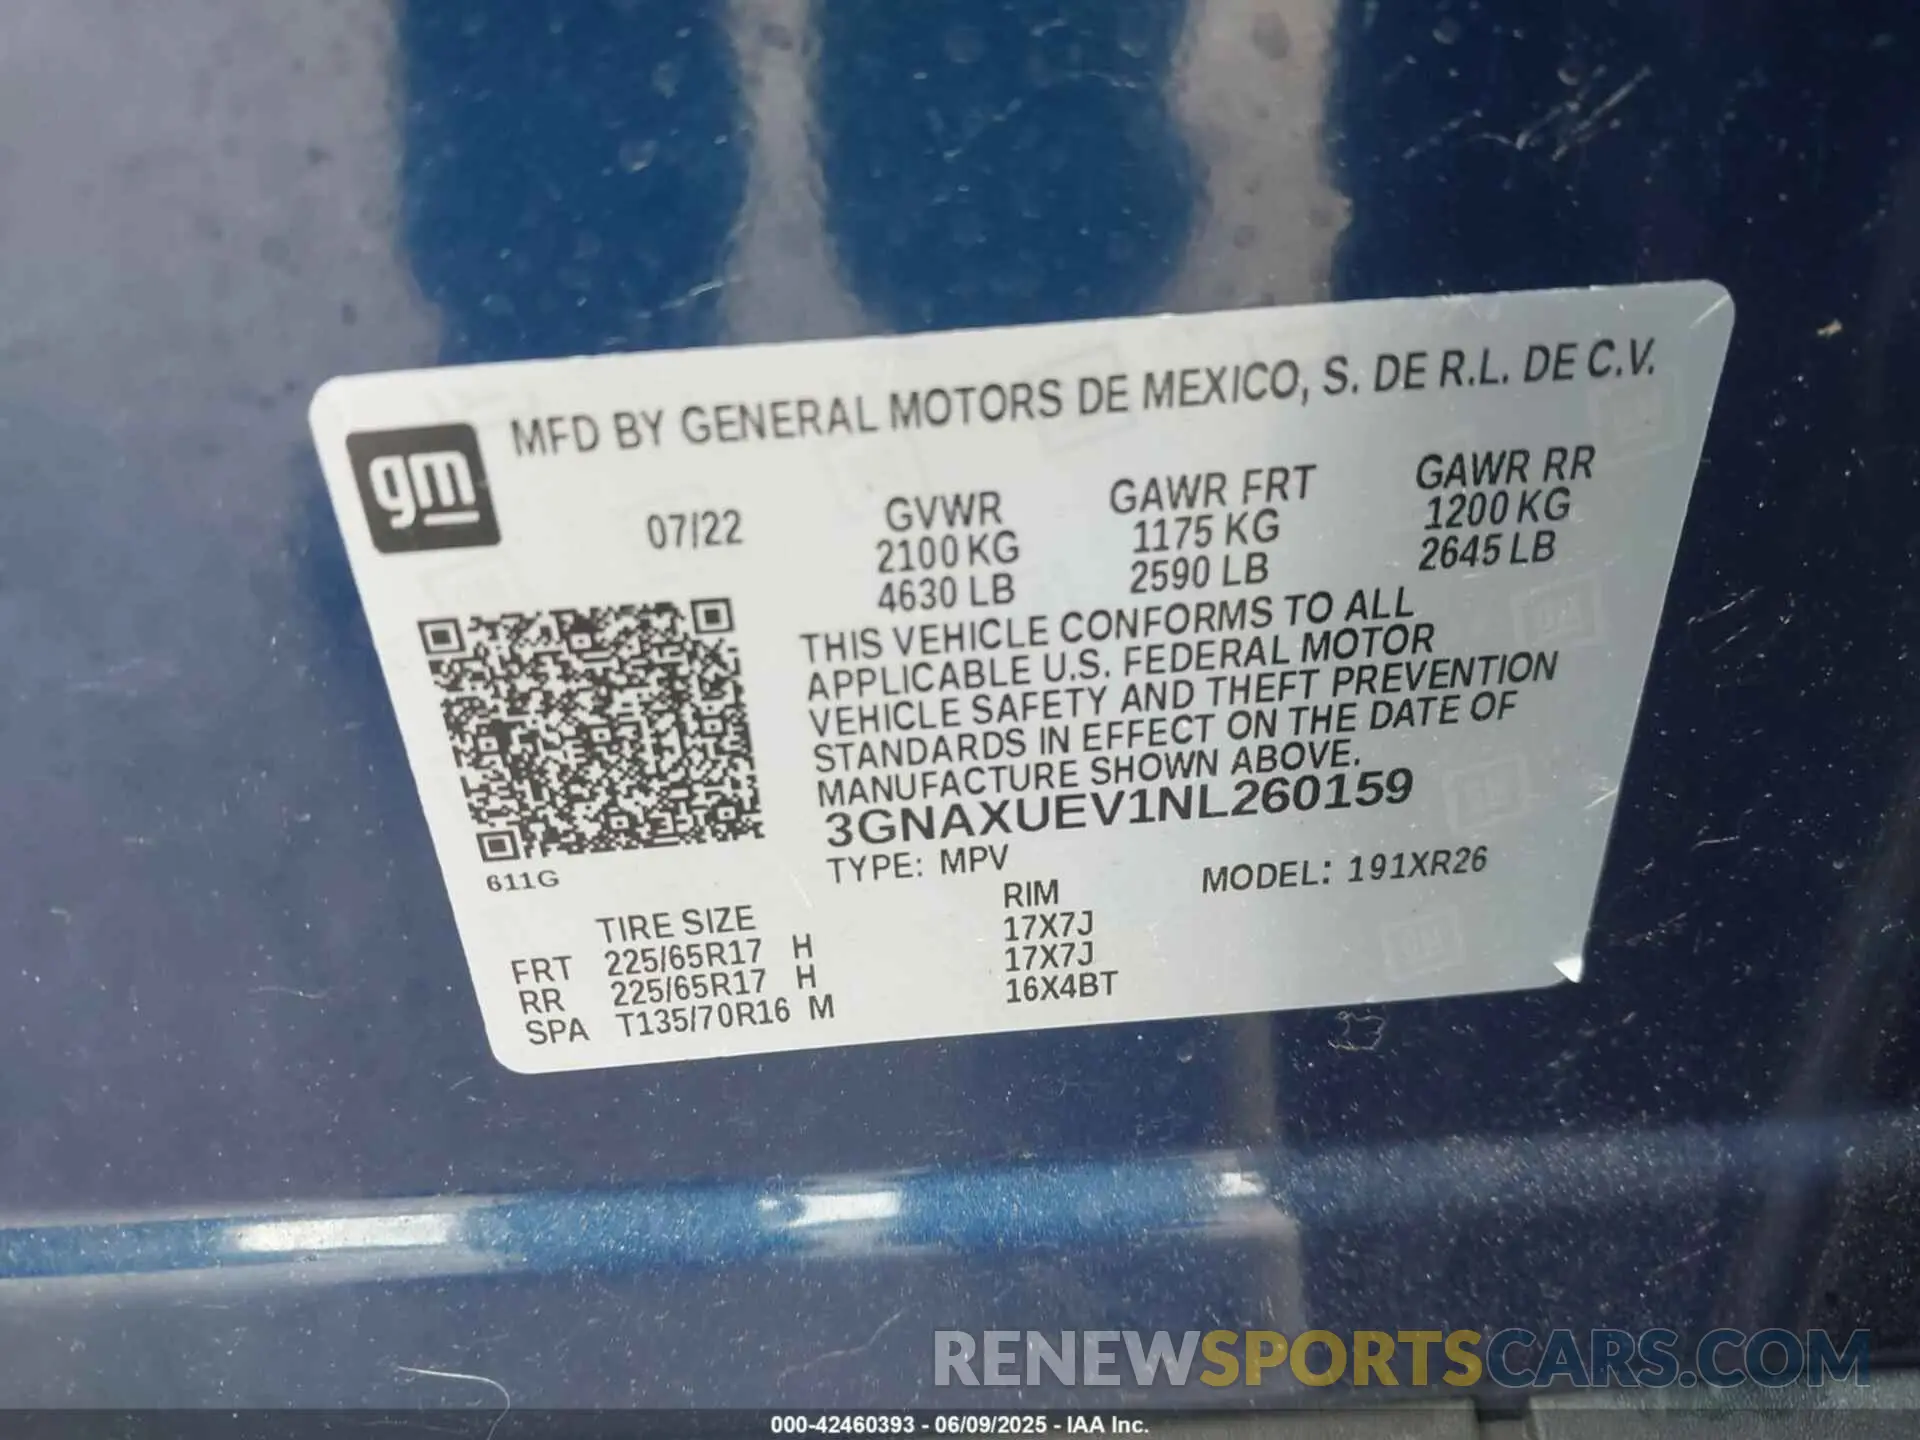 gm
MFD BY GENERAL MOTORS DE MEXICO, S. DE R.L. DE C.V.
07/22
GVWR
2100 KG
4630 LB
GAWR FRT
1175 KG
2590 LB
GAWR RR
1200 KG
2645 LB
THIS VEHICLE CONFORMS TO ALL
APPLICABLE U.S. FEDERAL MOTOR
VEHICLE SAFETY AND THEFT PREVENTION
STANDARDS IN EFFECT ON THE DATE OF
MANUFACTURE SHOWN ABOVE.
3GNAXUEV1NL260159
TYPE: MPV MODEL: 191XR26
611G
TIRE SIZE RIM
FRT 225/65R17 H 17X7J
RR 225/65R17 H 17X7J
SPA T135/70R16 M 16X4BT
RENEWSPORTSCARS.COM
000-42460393 - 06/09/2025 - IAA Inc.